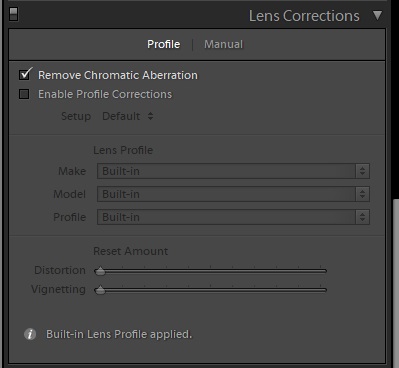 Lens Corrections
Profile | Manual
Remove Chromatic Aberration
Enable Profile Corrections
Setup Default
Lens Profile
Make Built-in
Model Built-in
Profile Built-in
Reset Amount
Distortion
Vignetting
Built-in Lens Profile applied.